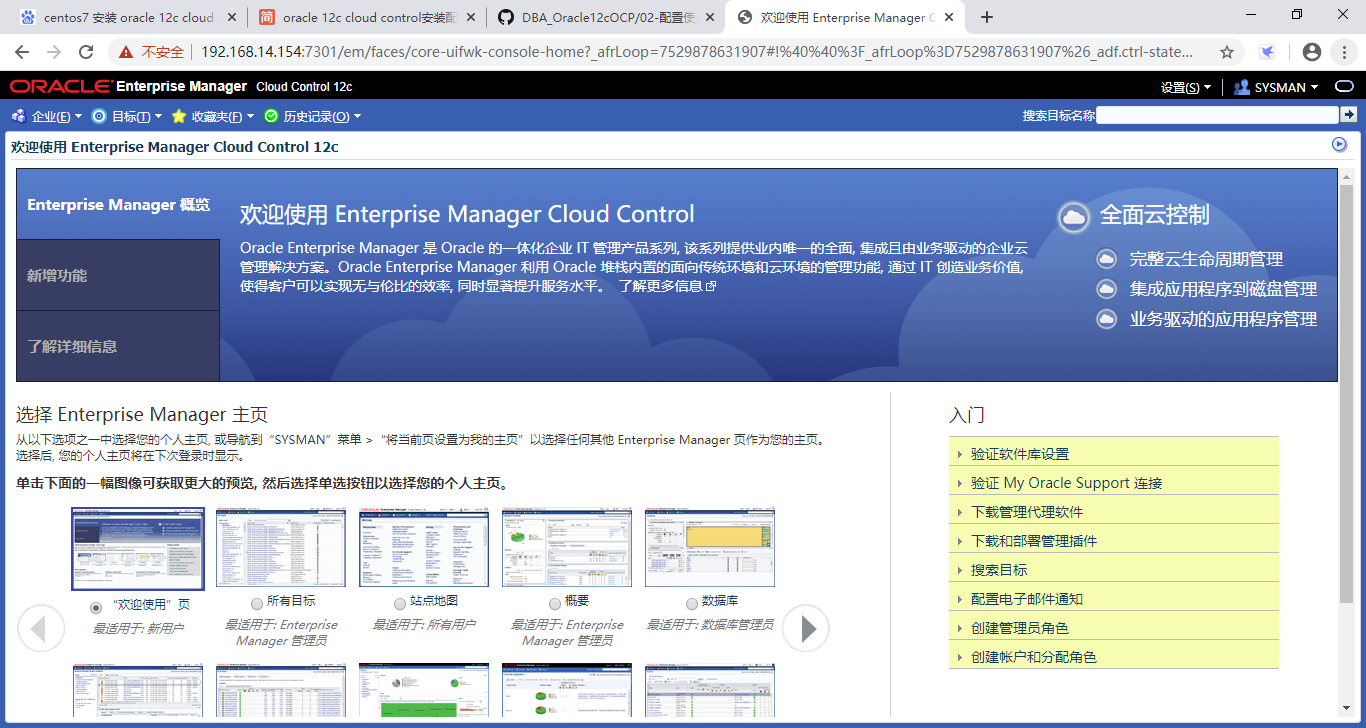 centos7 安装 oracle 12c cloud
oracle 12c cloud control安装配
DBA_Oracle12cOCP/02-配置使
欢迎使用 Enterprise Manager C
不安全
192.168.14.154:7301/em/faces/core-uifwk-console-home?_afrLoop=7529878631907#!%40%40%3F_afrLoop%3D7529878631907%26_adf.ctrl-state...
ORACLE Enterprise Manager Cloud Control 12c
设置(S)
SYSMAN
企业(E) 目标(T) 收藏夹(F) 历史记录(O)
搜索目标名称
欢迎使用 Enterprise Manager Cloud Control 12c
Enterprise Manager 概览
新增功能
了解详细信息
欢迎使用 Enterprise Manager Cloud Control
Oracle Enterprise Manager 是 Oracle 的一体化企业 IT 管理产品系列, 该系列提供业内唯一的全面, 集成且由业务驱动的企业云
管理解决方案。Oracle Enterprise Manager 利用 Oracle 堆栈内置的面向传统环境和云环境的管理功能, 通过 IT 创造业务价值,
使得客户可以实现无与伦比的效率, 同时显著提升服务水平。 了解更多信息
全面云控制
完整云生命周期管理
集成应用程序到磁盘管理
业务驱动的应用程序管理
选择 Enterprise Manager 主页
从以下选项之一中选择您的个人主页, 或导航到“SYSMAN”菜单 >“将当前页设置为我的主页”以选择任何其他 Enterprise Manager 页作为您的主页。
选择后, 您的个人主页将在下次登录时显示。
单击下面的一幅图像可获取更大的预览, 然后选择单选按钮以选择您的个人主页。
“欢迎使用”页
最适用于: 新用户
所有目标
最适用于: Enterprise
Manager 管理员
站点地图
最适用于: 所有用户
概要
最适用于: Enterprise
Manager 管理员
数据库
最适用于: 数据库管理员
入门
验证软件库设置
验证 My Oracle Support 连接
下载管理代理软件
下载和部署管理插件
搜索目标
配置电子邮件通知
创建管理员角色
创建帐户和分配角色